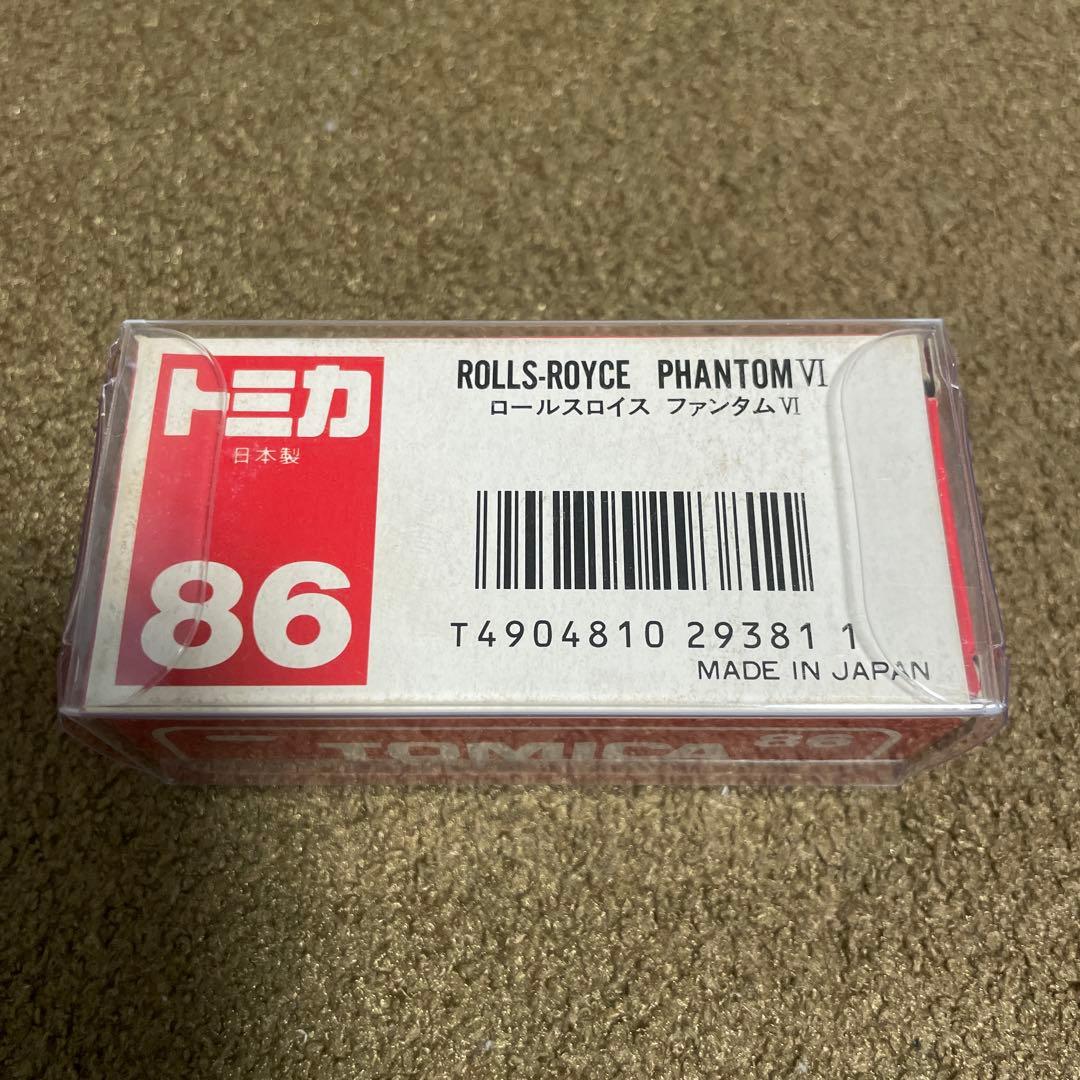 トミカ
日本製
86
ROLLS-ROYCE PHANTOM VI
ロールスロイス ファンタム VI
T4904810 29381 1
MADE IN JAPAN
TOMICA 86